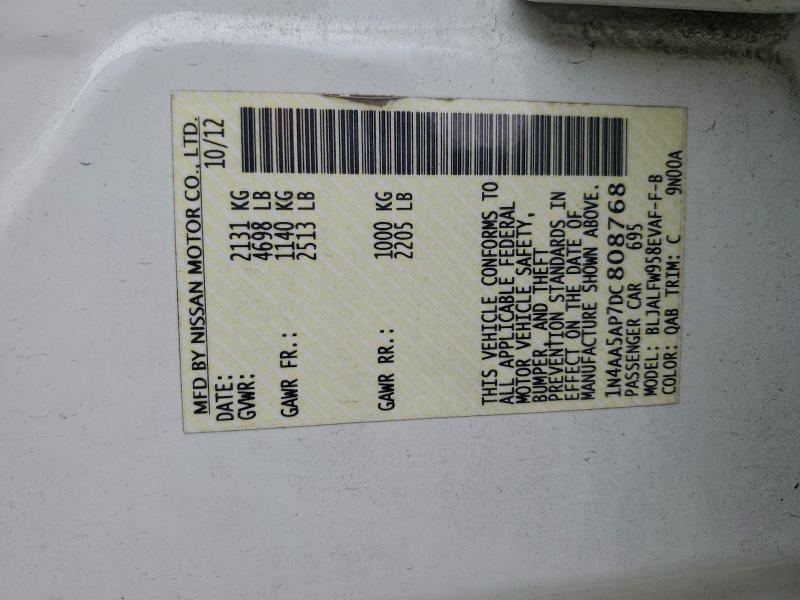 MFD BY NISSAN MOTOR CO., LTD.
DATE: 10/12
GVWR: 2131 KG
4698 LB
GAWR FR.: 1140 KG
2513 LB
GAWR RR.: 1000 KG
2205 LB
THIS VEHICLE CONFORMS TO
ALL APPLICABLE FEDERAL
MOTOR VEHICLE SAFETY,
BUMPER, AND THEFT
PREVENTION STANDARDS IN
EFFECT ON THE DATE OF
MANUFACTURE SHOWN ABOVE.
1N4AA5AP7DC808768
PASSENGER CAR 695
MODEL: BLJALFW958EVAF-F-B
COLOR: QAB TRIM: C 9N00A